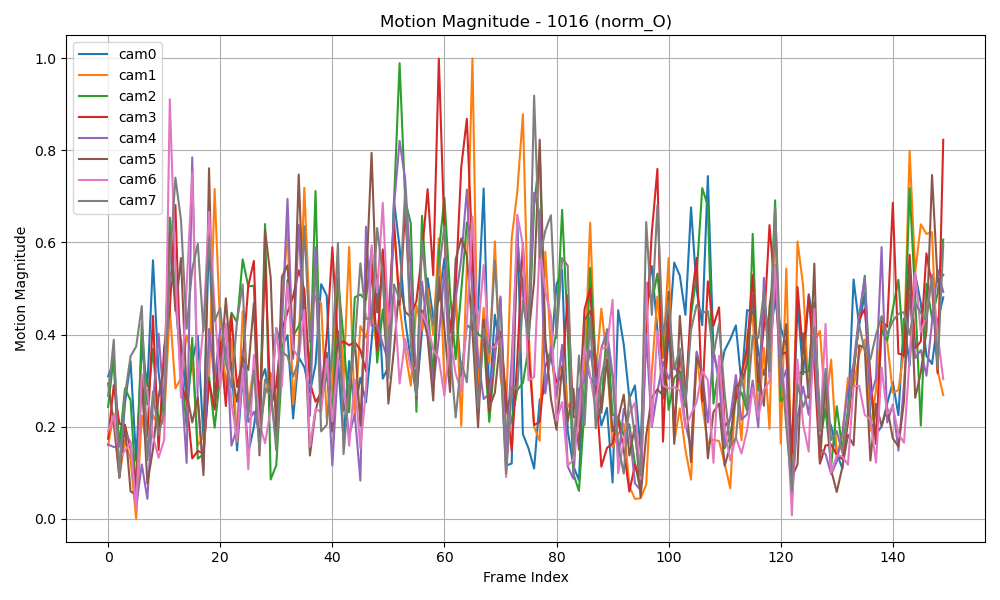 Motion Magnitude - 1016 (norm_O)
cam0
cam1
cam2
cam3
cam4
cam5
cam6
cam7
Motion Magnitude
1.0
0.8
0.6
0.4
0.2
0.0
0 20 40 60 80 100 120 140
Frame Index